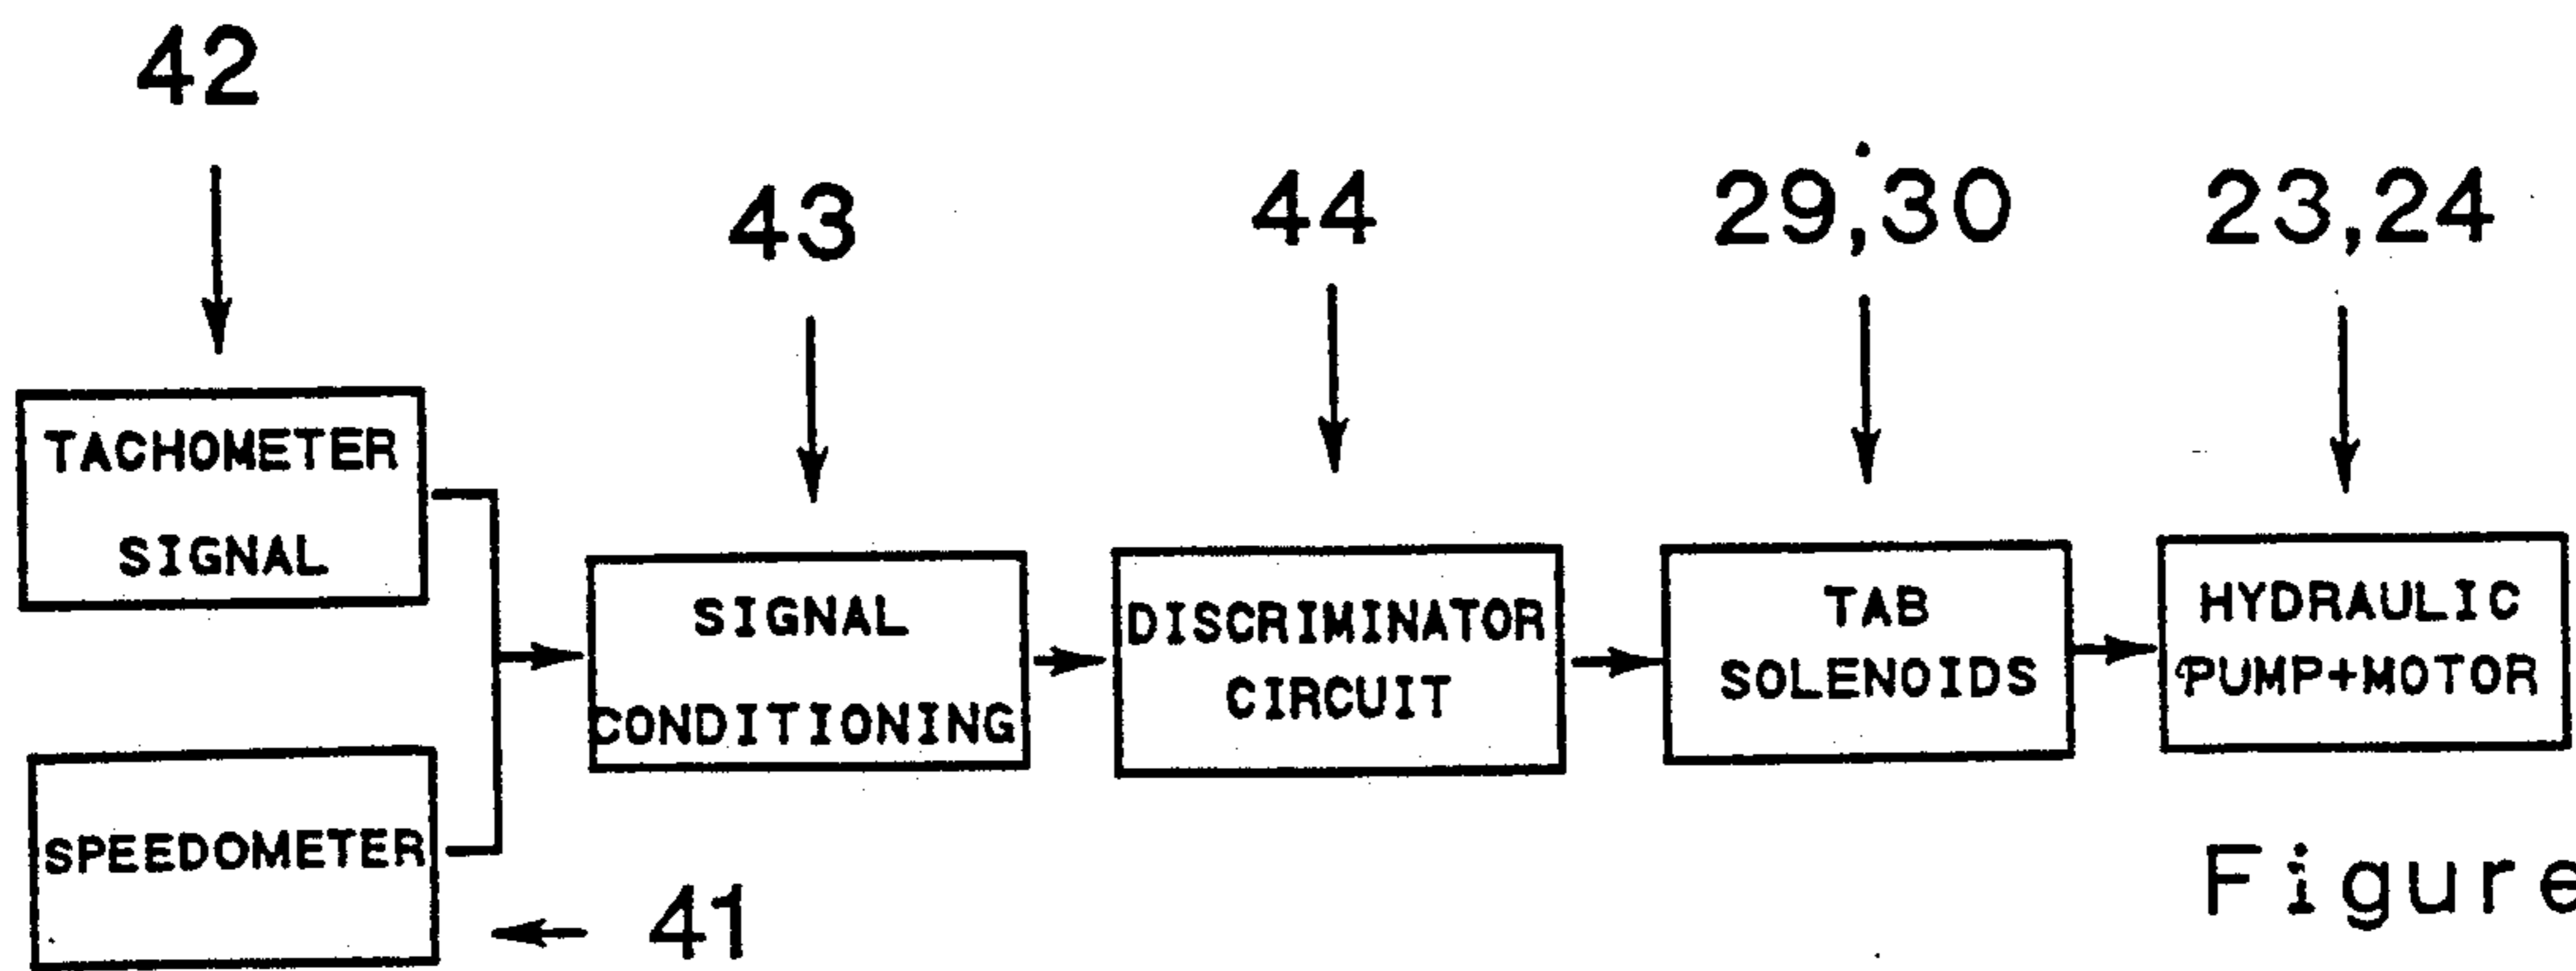 42
43
44
29,30
23,24
TACHOMETER
SIGNAL
SIGNAL
CONDITIONING
DISCRIMINATOR
CIRCUIT
TAB
SOLENOIDS
HYDRAULIC
PUMP+MOTOR
SPEEDOMETER
41
Figure